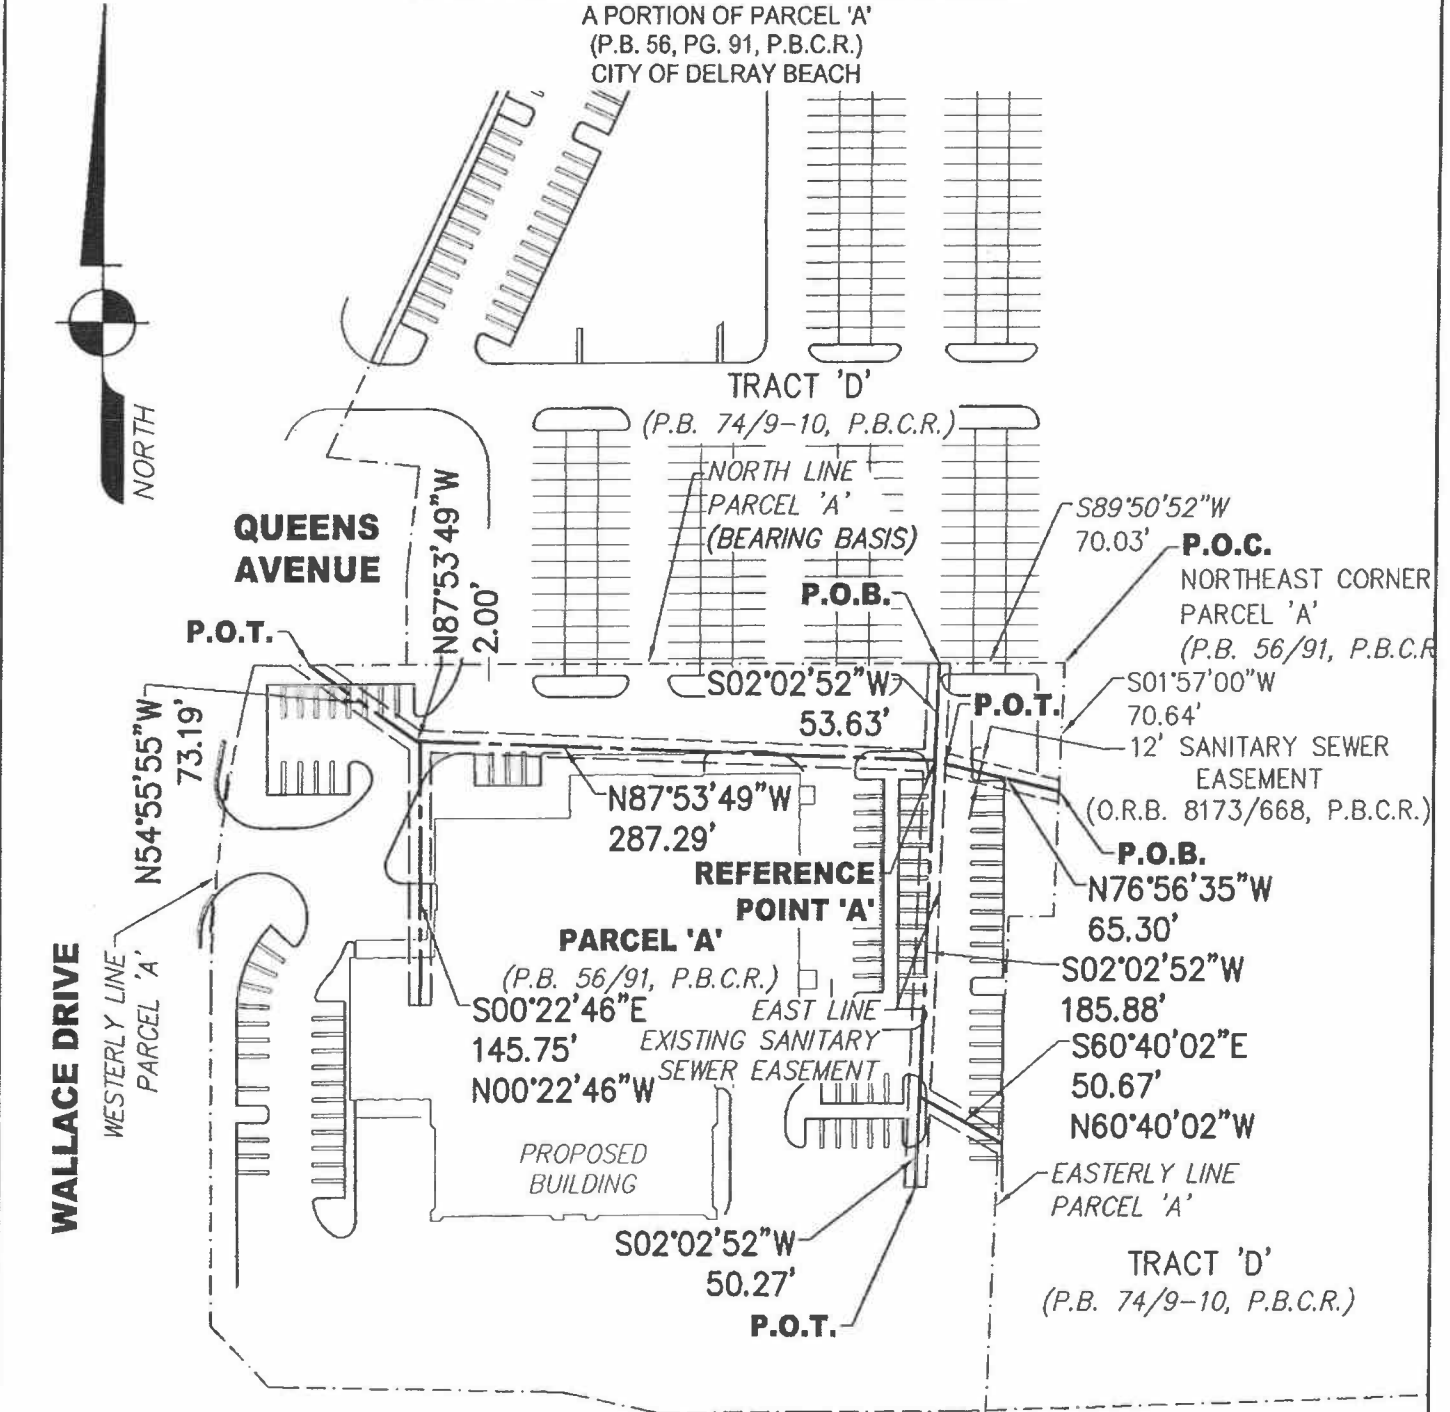 A PORTION OF PARCEL 'A'
(P.B. 56, PG. 91, P.B.C.R.)
CITY OF DELRAY BEACH
NORTH
TRACT 'D'
(P.B. 74/9-10, P.B.C.R.)
NORTH LINE
PARCEL 'A'
(BEARING BASIS)
QUEENS
AVENUE
N87°53'49"W
2.00'
S89°50'52"W
70.03'
P.O.C.
NORTHEAST CORNER
PARCEL 'A'
(P.B. 56/91, P.B.C.R
P.O.B.
P.O.T.
S02°02'52"W
53.63'
P.O.T.
S01°57'00"W
70.64'
12' SANITARY SEWER
EASEMENT
(O.R.B. 8173/668, P.B.C.R.)
N54°55'55"W
73.19'
N87°53'49"W
287.29'
P.O.B.
N76°56'35"W
65.30'
REFERENCE
POINT 'A'
PARCEL 'A'
(P.B. 56/91, P.B.C.R.)
S02°02'52"W
185.88'
S00°22'46"E
145.75'
N00°22'46"W
EAST LINE
EXISTING SANITARY
SEWER EASEMENT
S60°40'02"E
50.67'
N60°40'02"W
WALLACE DRIVE
WESTERLY LINE
PARCEL 'A'
PROPOSED
BUILDING
EASTERLY LINE
PARCEL 'A'
S02°02'52"W
50.27'
P.O.T.
TRACT 'D'
(P.B. 74/9-10, P.B.C.R.)